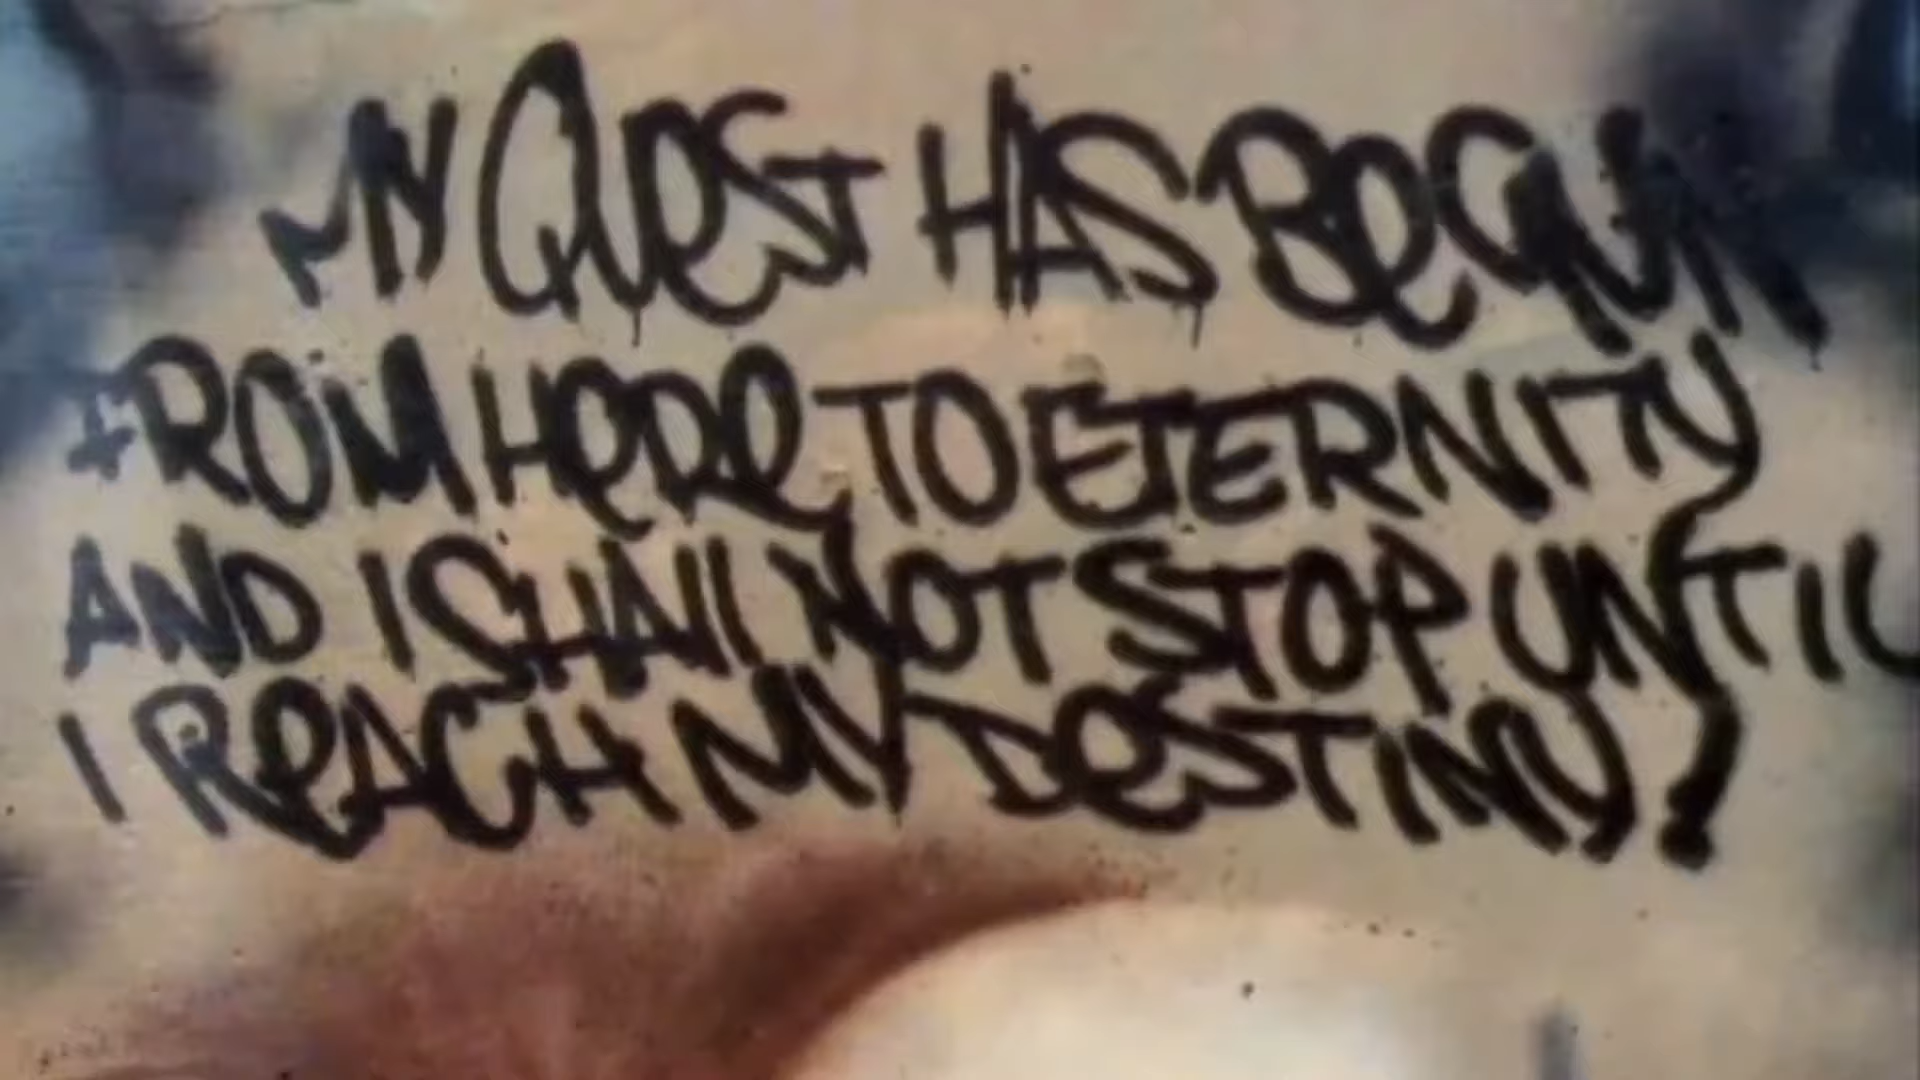 MY QUeST HAS BeGUN
FROM HeRe TO ETERNITY
AND I SHAll NOT STOP UNTIL
I ReACH MY DeSTINY!